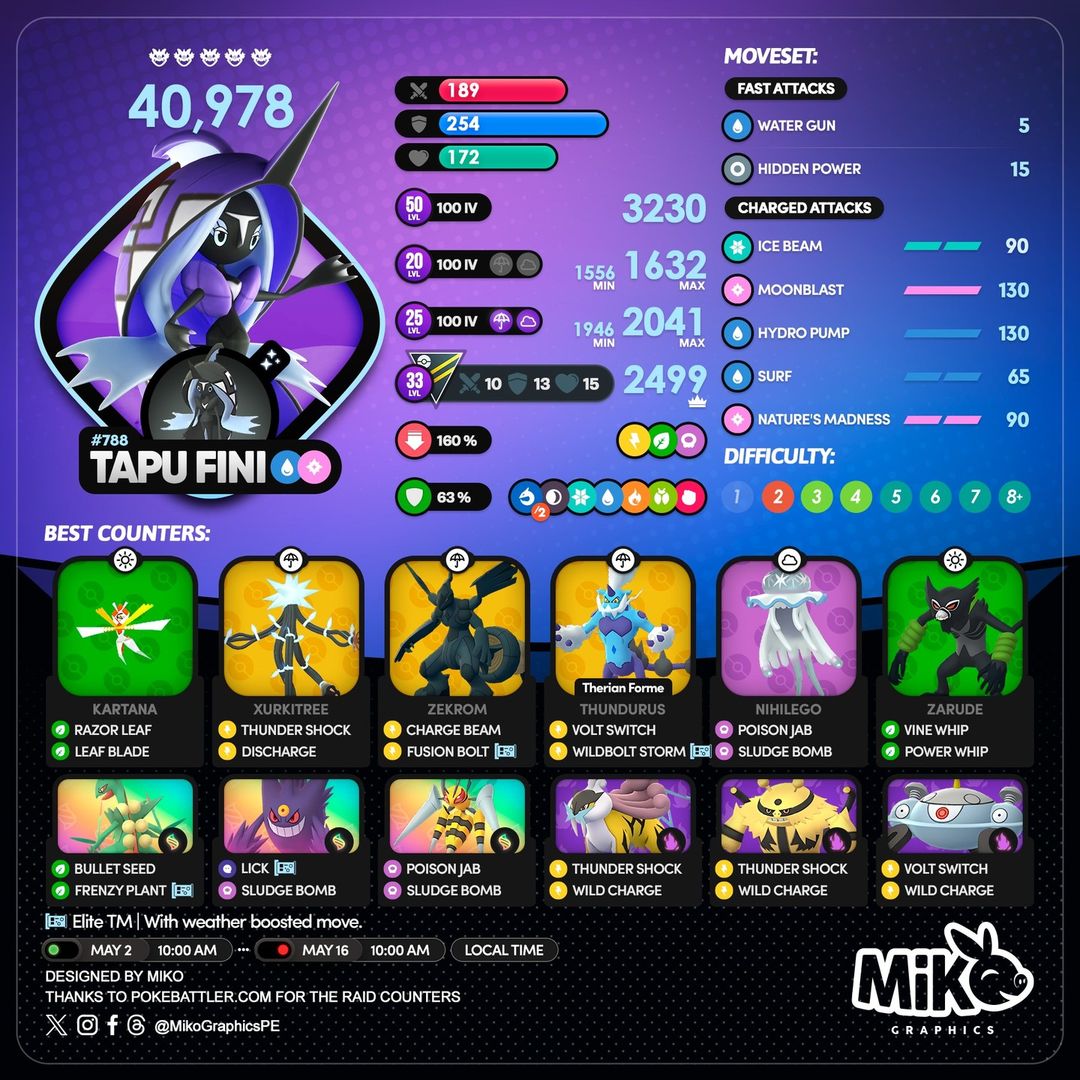 40,978
#788
TAPU FINI
189
254
172
50 LVL 100 IV 3230
20 LVL 100 IV 1556 MIN 1632 MAX
25 LVL 100 IV 1946 MIN 2041 MAX
33 LVL 10 13 15 2499
160 %
63 % /2
MOVESET:
FAST ATTACKS
WATER GUN 5
HIDDEN POWER 15
CHARGED ATTACKS
ICE BEAM 90
MOONBLAST 130
HYDRO PUMP 130
SURF 65
NATURE'S MADNESS 90
DIFFICULTY:
1 2 3 4 5 6 7 8+
BEST COUNTERS:
KARTANA
RAZOR LEAF
LEAF BLADE
XURKITREE
THUNDER SHOCK
DISCHARGE
ZEKROM
CHARGE BEAM
FUSION BOLT
Therian Forme
THUNDURUS
VOLT SWITCH
WILDBOLT STORM
NIHILEGO
POISON JAB
SLUDGE BOMB
ZARUDE
VINE WHIP
POWER WHIP
BULLET SEED
FRENZY PLANT
LICK
SLUDGE BOMB
POISON JAB
SLUDGE BOMB
THUNDER SHOCK
WILD CHARGE
THUNDER SHOCK
WILD CHARGE
VOLT SWITCH
WILD CHARGE
Elite TM | With weather boosted move.
MAY 2 10:00 AM ••• MAY 16 10:00 AM LOCAL TIME
DESIGNED BY MIKO
THANKS TO POKEBATTLER.COM FOR THE RAID COUNTERS
@MikoGraphicsPE
MiKO
GRAPHICS